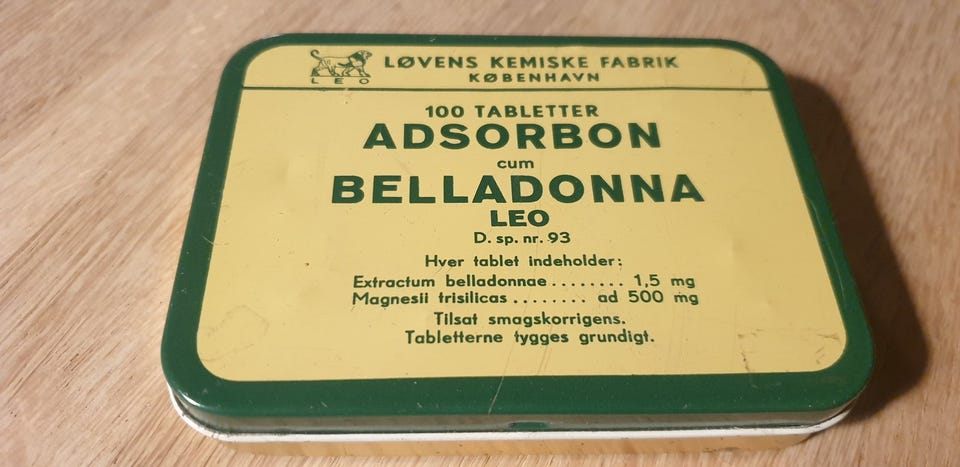 LØVENS KEMISKE FABRIK
KØBENHAVN
LEO
100 TABLETTER
ADSORBON
cum
BELLADONNA
LEO
D. sp. nr. 93
Hver tablet indeholder:
Extractum belladonnae........ 1,5 mg
Magnesii trisilicas........ ad 500 mg
Tilsat smagskorrigens.
Tabletterne tygges grundigt.